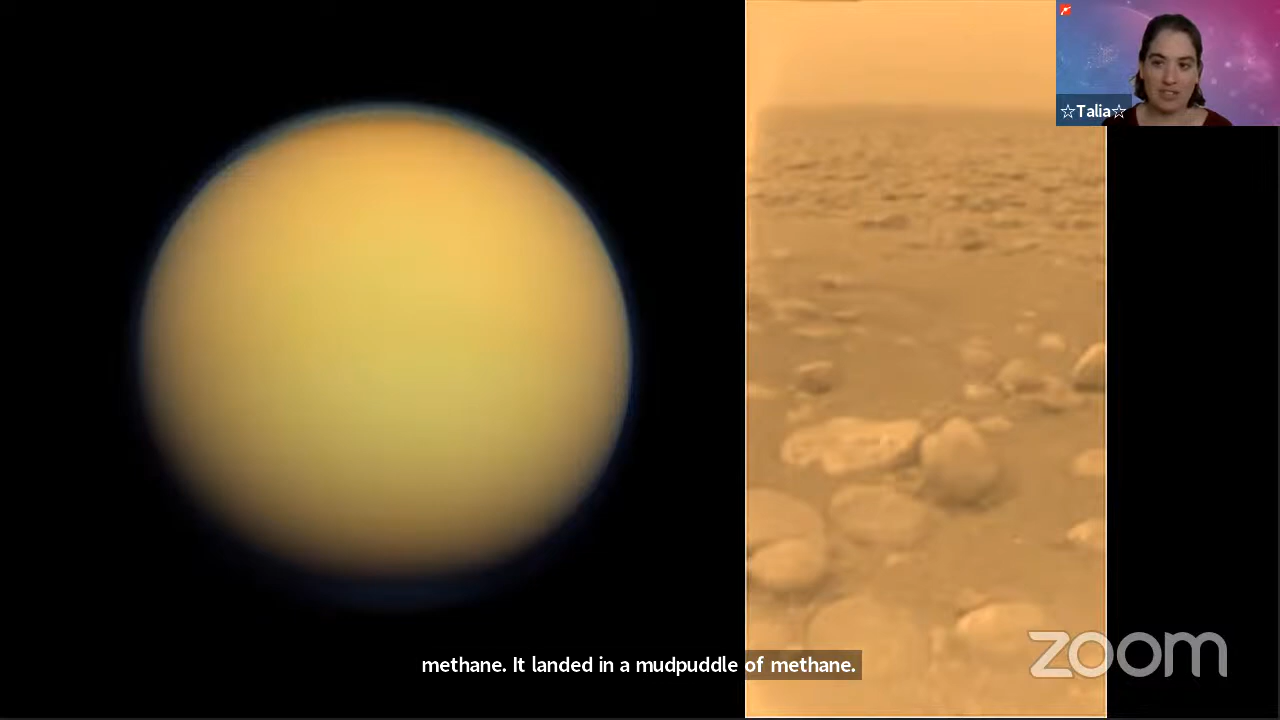 ☆Talia☆
methane. It landed in a mudpuddle of methane.
zoom